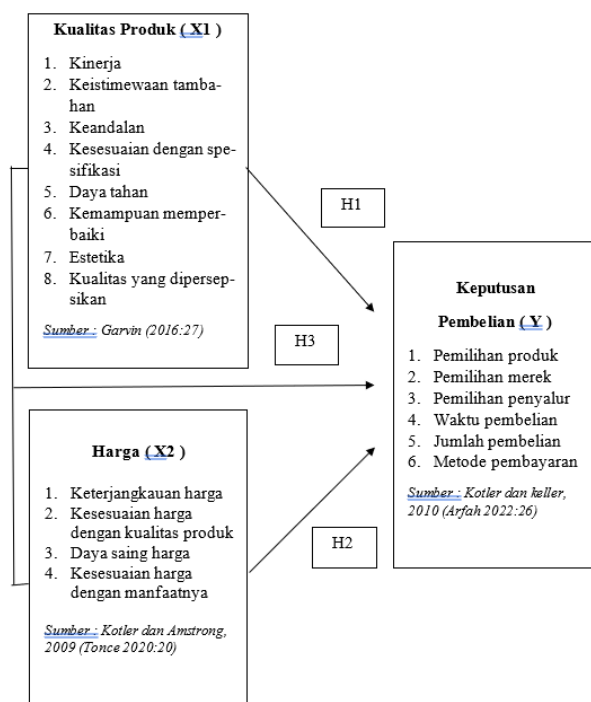 Kualitas Produk ( X1 )
1. Kinerja
2. Keistimewaan tamba-
han
3. Keandalan
4. Kesesuaian dengan spe-
sifikasi
5. Daya tahan
6. Kemampuan memper-
baiki
7. Estetika
8. Kualitas yang dipersep-
sikan
Sumber : Garvin (2016:27)
H1
H3
Harga ( X2 )
1. Keterjangkauan harga
2. Kesesuaian harga
dengan kualitas produk
3. Daya saing harga
4. Kesesuaian harga
dengan manfaatnya
Sumber : Kotler dan Amstrong,
2009 (Tonce 2020:20)
H2
Keputusan
Pembelian ( Y )
1. Pemilihan produk
2. Pemilihan merek
3. Pemilihan penyalur
4. Waktu pembelian
5. Jumlah pembelian
6. Metode pembayaran
Sumber : Kotler dan keller,
2010 (Arfah 2022:26)